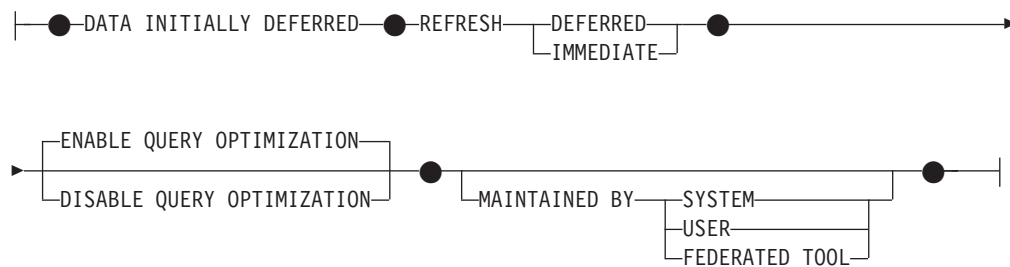 DATA INITIALLY DEFERRED REFRESH DEFERRED
IMMEDIATE
ENABLE QUERY OPTIMIZATION
DISABLE QUERY OPTIMIZATION
MAINTAINED BY SYSTEM
USER
FEDERATED TOOL